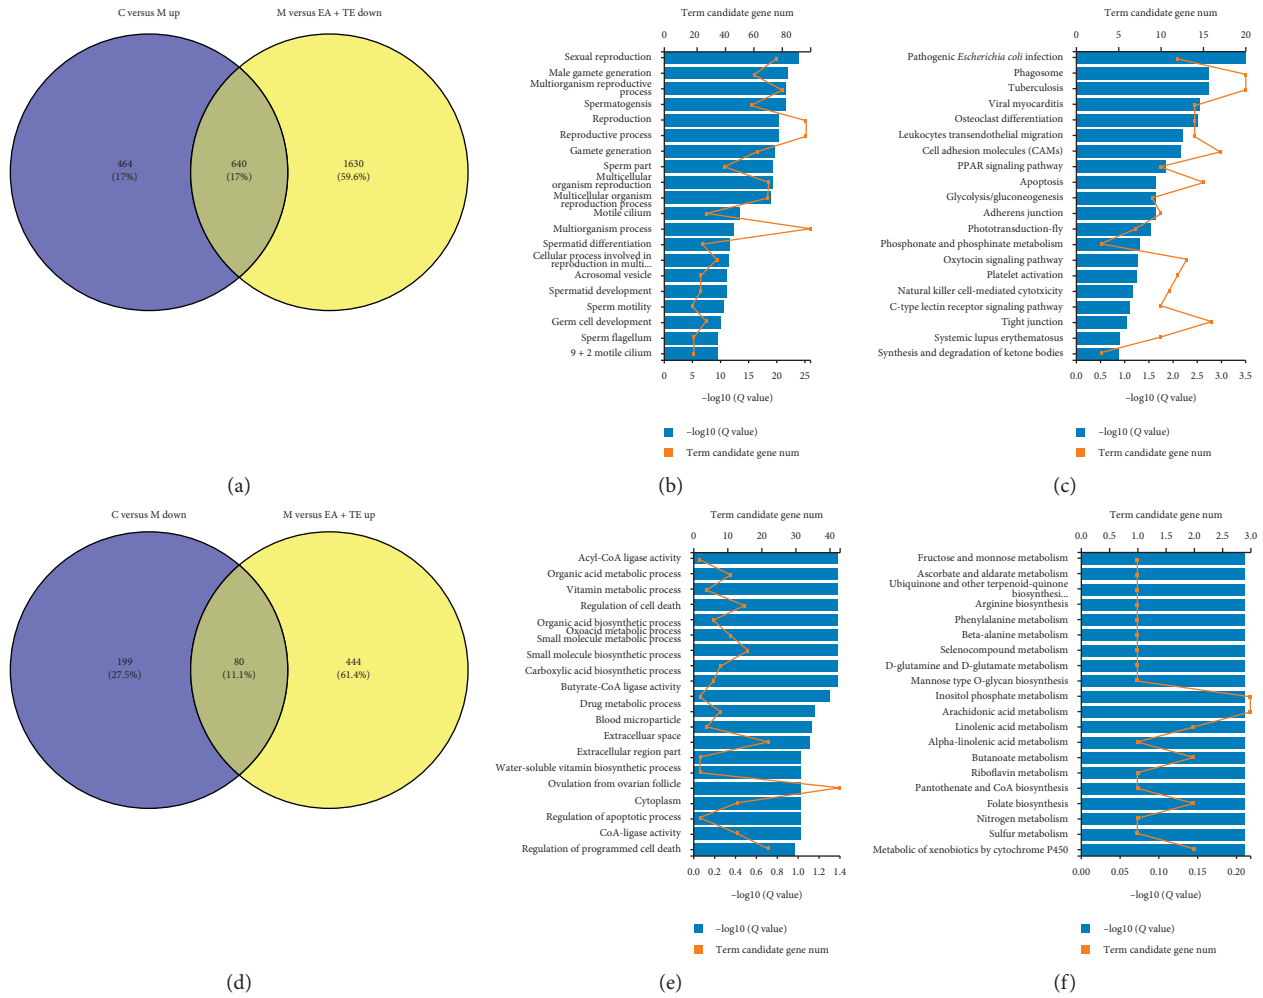 C versus M up
M versus EA + TE down
464
(17%)
640
(17%)
1630
(59.6%)
(a)
Term candidate gene num
0 20 40 60 80
Sexual reproduction
Male gamete generation
Multiorganism reproductive
process
Spermatogensis
Reproduction
Reproductive process
Gamete generation
Sperm part
Multicellular
organism reproduction
Multicellular organism
reproduction process
Motile cilium
Multiorganism process
Spermatid differentiation
Cellular process involved in
reproduction in multi...
Acrosomal vesicle
Spermatid development
Sperm motility
Germ cell development
Sperm flagellum
9 + 2 motile cilium
0 5 10 15 20 25
–log10 (Q value)
–log10 (Q value)
Term candidate gene num
(b)
Term candidate gene num
0 5 10 15 20
Pathogenic Escherichia coli infection
Phagosome
Tuberculosis
Viral myocarditis
Osteoclast differentiation
Leukocytes transendothelial migration
Cell adhesion molecules (CAMs)
PPAR signaling pathway
Apoptosis
Glycolysis/gluconeogenesis
Adherens junction
Phototransduction-fly
Phosphonate and phosphinate metabolism
Oxytocin signaling pathway
Platelet activation
Natural killer cell-mediated cytotoxicity
C-type lectin receptor signaling pathway
Tight junction
Systemic lupus erythematosus
Synthesis and degradation of ketone bodies
0.0 0.5 1.0 1.5 2.0 2.5 3.0 3.5
–log10 (Q value)
–log10 (Q value)
Term candidate gene num
(c)
C versus M down
M versus EA + TE up
199
(27.5%)
80
(11.1%)
444
(61.4%)
(d)
Term candidate gene num
0 10 20 30 40
Acyl-CoA ligase activity
Organic acid metabolic process
Vitamin metabolic process
Regulation of cell death
Organic acid biosynthetic process
Oxoacid metabolic process
Small molecule metabolic process
Small molecule biosynthetic process
Carboxylic acid biosynthetic process
Butyrate-CoA ligase activity
Drug metabolic process
Blood microparticle
Extracelluar space
Extracellular region part
Water-soluble vitamin biosynthetic process
Ovulation from ovarian follicle
Cytoplasm
Regulation of apoptotic process
CoA-ligase activity
Regulation of programmed cell death
0.0 0.2 0.4 0.6 0.8 1.0 1.2 1.4
–log10 (Q value)
–log10 (Q value)
Term candidate gene num
(e)
Term candidate gene num
0.0 0.5 1.0 1.5 2.0 2.5 3.0
Fructose and monnose metabolism
Ascorbate and aldarate metabolism
Ubiquinone and other terpenoid-quinone
biosynthesi...
Arginine biosynthesis
Phenylalanine metabolism
Beta-alanine metabolism
Selenocompound metabolism
D-glutamine and D-glutamate metabolism
Mannose type O-glycan biosynthesis
Inositol phosphate metabolism
Arachidonic acid metabolism
Linolenic acid metabolism
Alpha-linolenic acid metabolism
Butanoate metabolism
Riboflavin metabolism
Pantothenate and CoA biosynthesis
Folate biosynthesis
Nitrogen metabolism
Sulfur metabolism
Metabolic of xenobiotics by cytochrome P450
0.00 0.05 0.10 0.15 0.20
–log10 (Q value)
–log10 (Q value)
Term candidate gene num
(f)